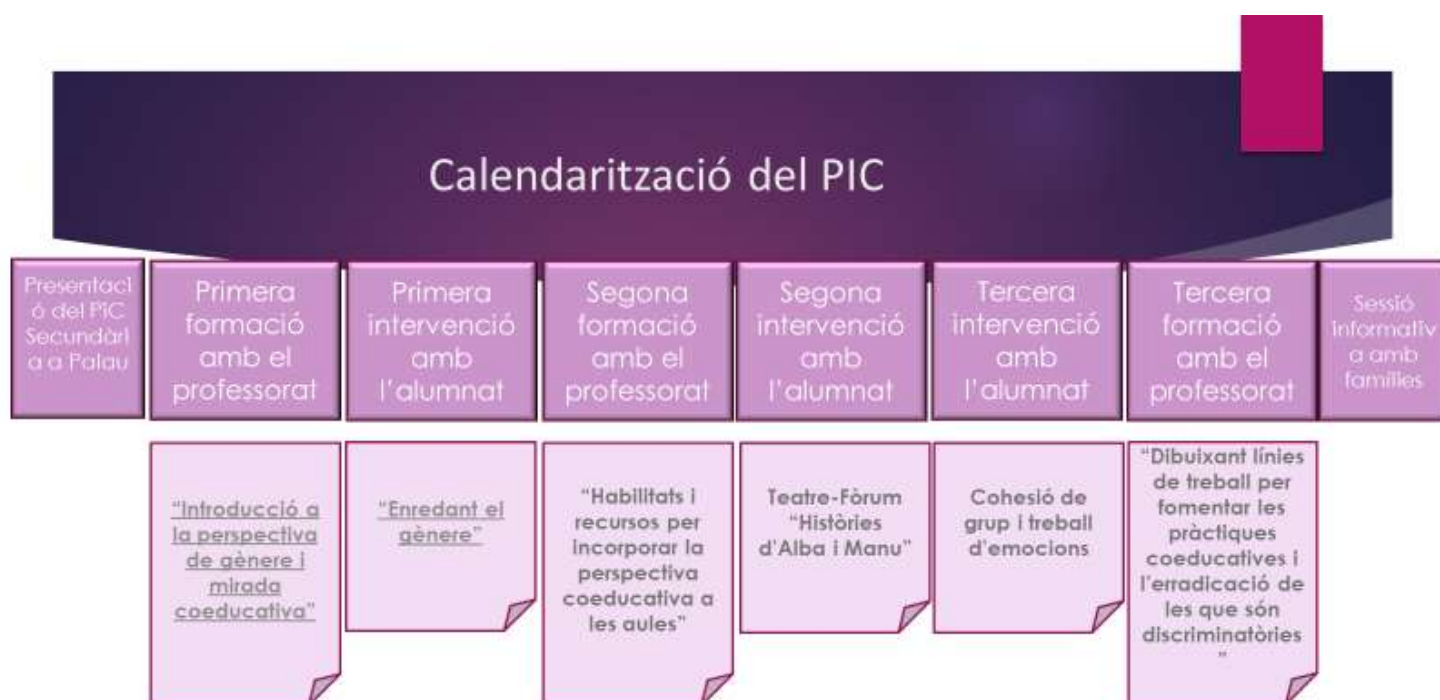 Calendarització del PIC
Presentaci
ó del PIC
Secundàri
a a Palau
Primera
formació
amb el
professorat
Primera
intervenció
amb
l'alumnat
Segona
formació
amb el
professorat
Segona
intervenció
amb
l'alumnat
Tercera
intervenció
amb
l'alumnat
Tercera
formació
amb el
professorat
Sessió
informativ
a amb
famílies
"Introducció a
la perspectiva
de gènere i
mirada
coeducativa"
"Enredant el
gènere"
"Habilitats i
recursos per
incorporar la
perspectiva
coeducativa a
les aules"
Teatre-Fòrum
"Històries
d'Alba i Manu"
Cohesió de
grup i treball
d'emocions
"Dibuixant línies
de treball per
fomentar les
pràctiques
coeducatives i
l'erradicació de
les que són
discriminatòries
"